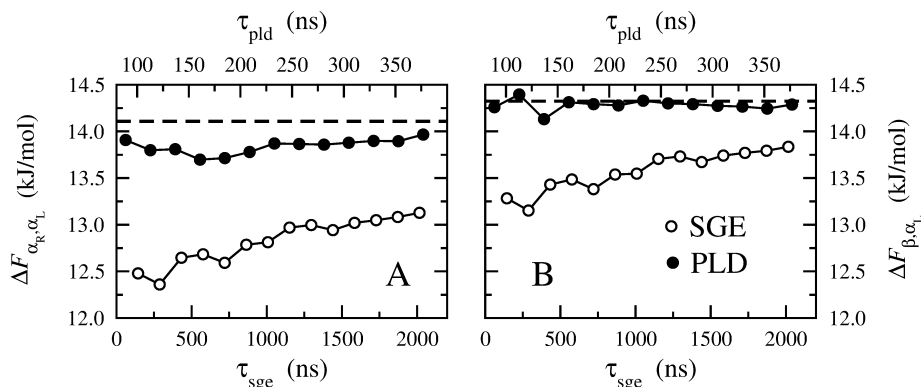 τpld (ns)
τpld (ns)
100 150 200 250 300 350
100 150 200 250 300 350
14.5
14.0
13.5
13.0
12.5
12.0
ΔFαR,αL (kJ/mol)
A
0 500 1000 1500 2000
τsge (ns)
SGE
PLD
B
0 500 1000 1500 2000
τsge (ns)
14.5
14.0
13.5
13.0
12.5
12.0
ΔFβ,αL (kJ/mol)